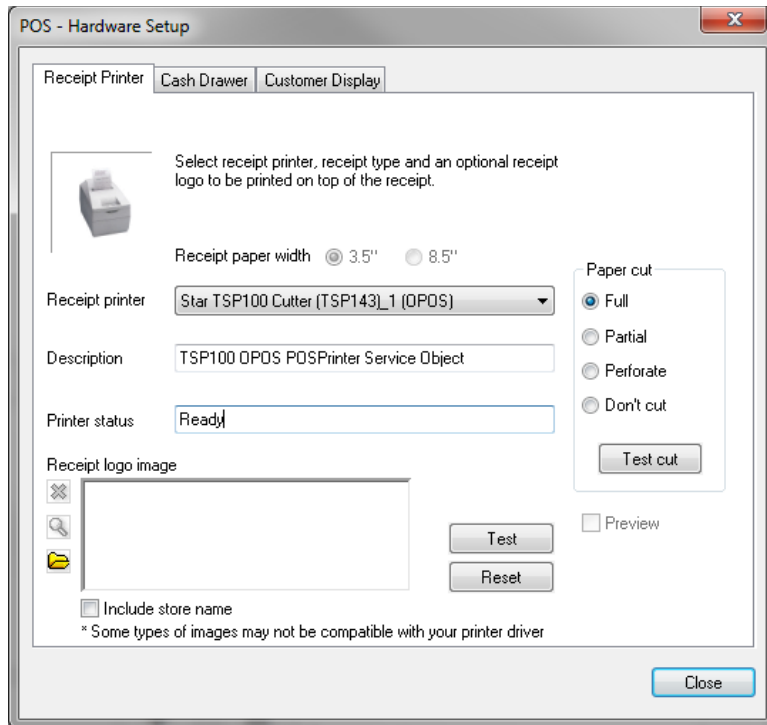 POS - Hardware Setup
Receipt Printer
Cash Drawer
Customer Display
Select receipt printer, receipt type and an optional receipt
logo to be printed on top of the receipt.
Receipt paper width 3.5" 8.5"
Receipt printer Star TSP100 Cutter (TSP143)_1 (OPOS)
Description TSP100 OPOS POSPrinter Service Object
Printer status Ready
Paper cut
Full
Partial
Perforate
Don't cut
Test cut
Receipt logo image
Preview
Test
Reset
Include store name
* Some types of images may not be compatible with your printer driver
Close